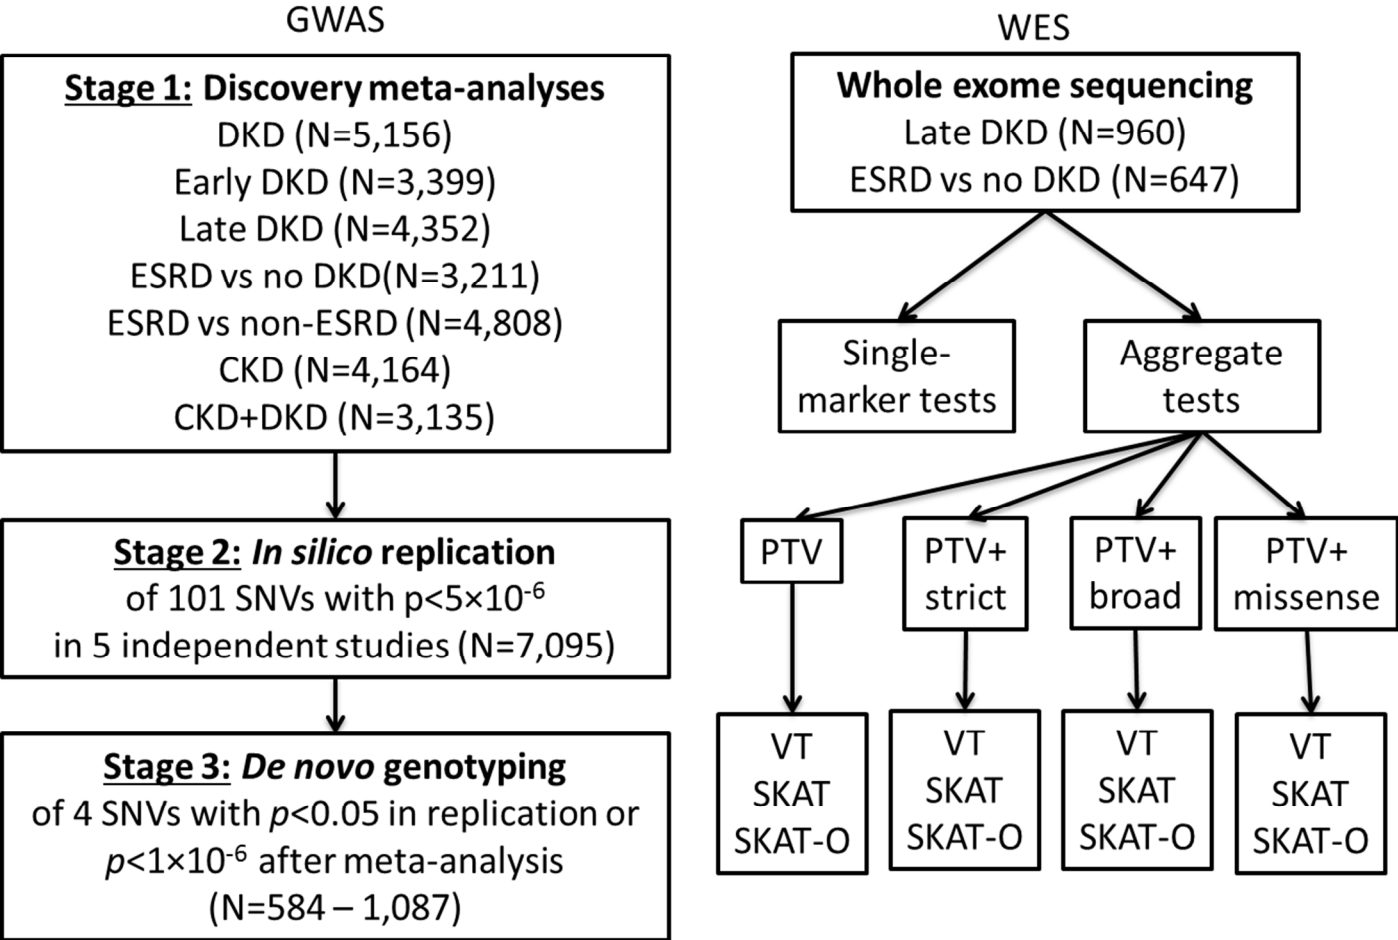 GWAS
Stage 1: Discovery meta-analyses
DKD (N=5,156)
Early DKD (N=3,399)
Late DKD (N=4,352)
ESRD vs no DKD(N=3,211)
ESRD vs non-ESRD (N=4,808)
CKD (N=4,164)
CKD+DKD (N=3,135)
Stage 2: In silico replication
of 101 SNVs with p<5×10⁻⁶
in 5 independent studies (N=7,095)
Stage 3: De novo genotyping
of 4 SNVs with p<0.05 in replication or
p<1×10⁻⁶ after meta-analysis
(N=584 – 1,087)
WES
Whole exome sequencing
Late DKD (N=960)
ESRD vs no DKD (N=647)
Single-
marker tests
Aggregate
tests
PTV
PTV+
strict
PTV+
broad
PTV+
missense
VT
SKAT
SKAT-O
VT
SKAT
SKAT-O
VT
SKAT
SKAT-O
VT
SKAT
SKAT-O